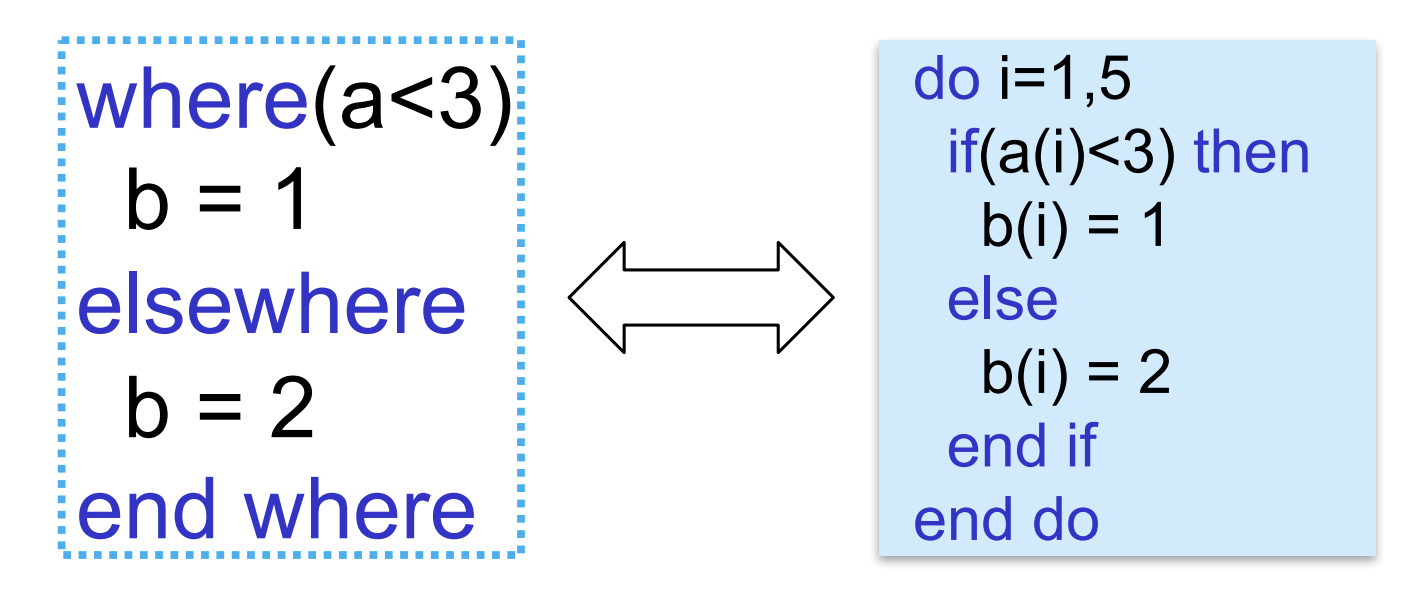 where(a<3)
b = 1
elsewhere
b = 2
end where
do i=1,5
if(a(i)<3) then
b(i) = 1
else
b(i) = 2
end if
end do